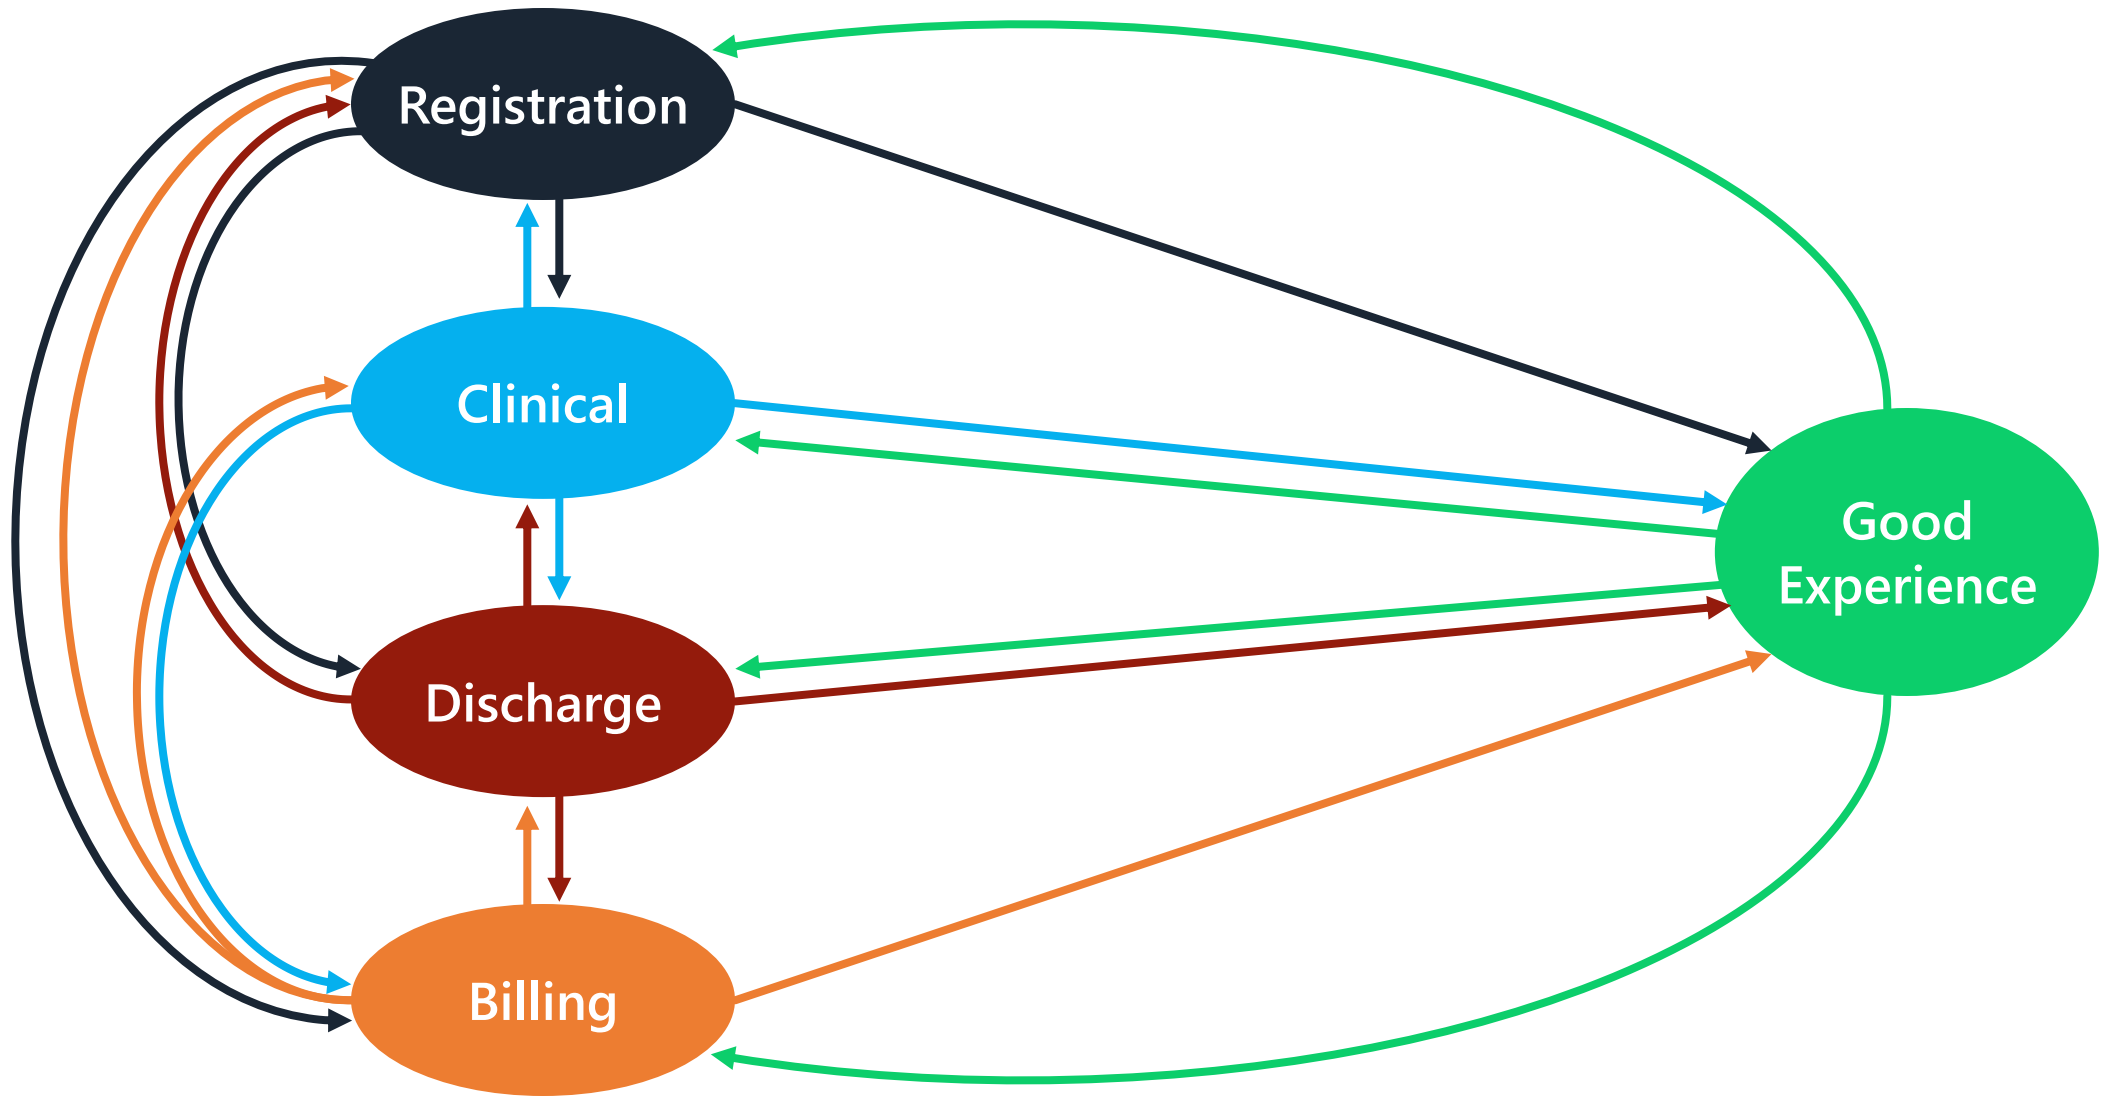 Registration
Clinical
Good
Experience
Discharge
Billing